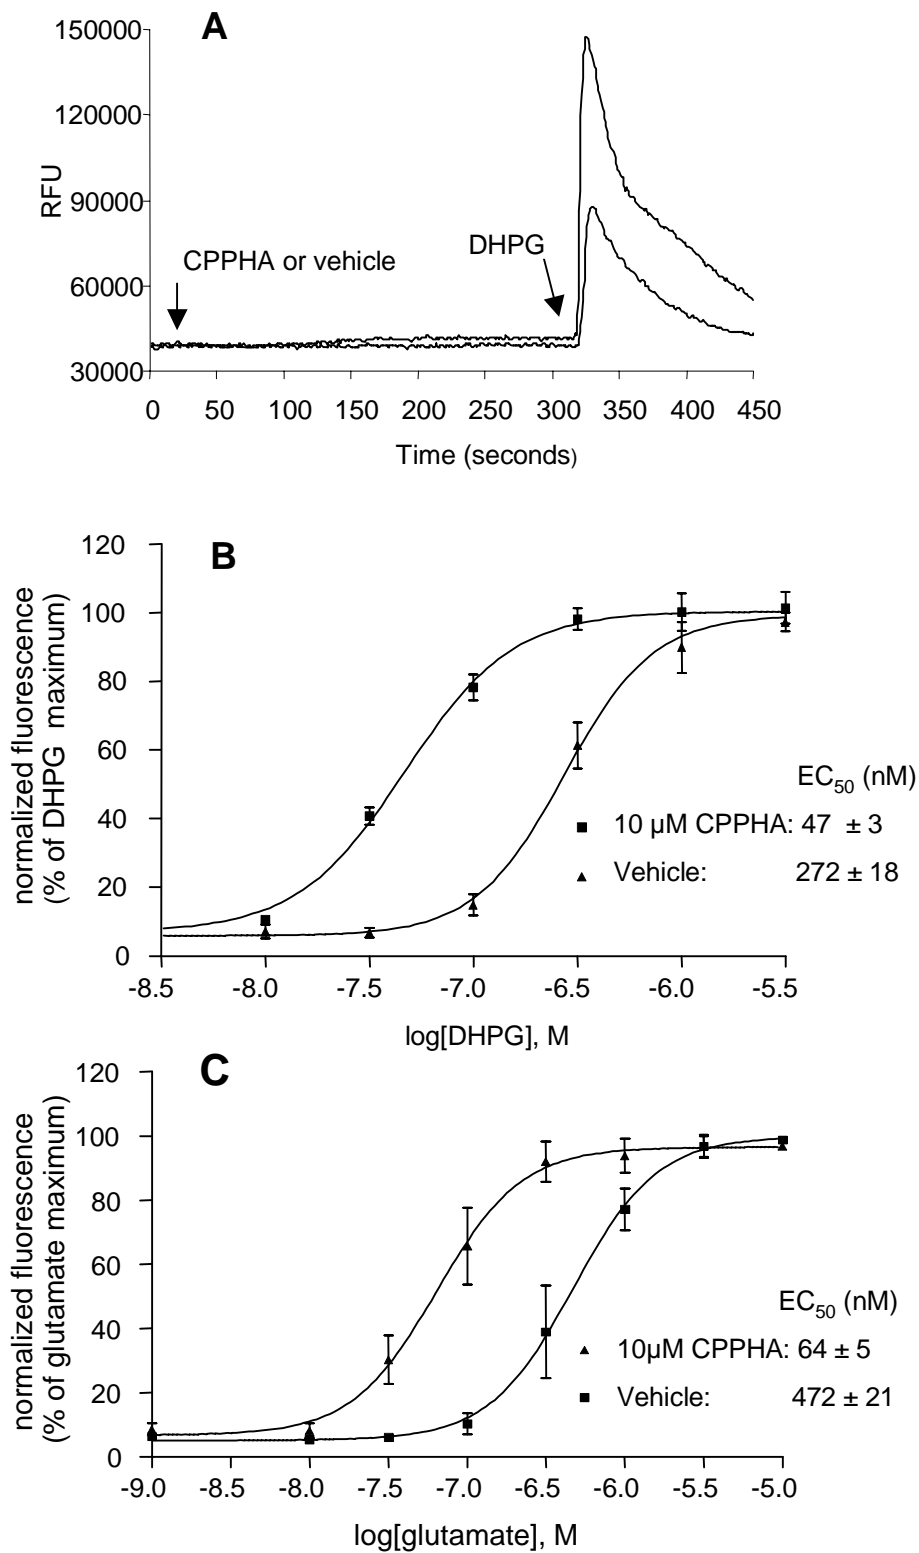 A
150000
120000
90000
60000
30000
RFU
CPPHA or vehicle
DHPG
0 50 100 150 200 250 300 350 400 450
Time (seconds)
B
120
100
80
60
40
20
0
normalized fluorescence
(% of DHPG maximum)
EC50 (nM)
10 µM CPPHA: 47 ± 3
Vehicle: 272 ± 18
-8.5 -8.0 -7.5 -7.0 -6.5 -6.0 -5.5
log[DHPG], M
C
120
100
80
60
40
20
0
normalized fluorescence
(% of glutamate maximum)
EC50 (nM)
10µM CPPHA: 64 ± 5
Vehicle: 472 ± 21
-9.0 -8.0 -7.5 -7.0 -6.5 -6.0 -5.5 -5.0
log[glutamate], M